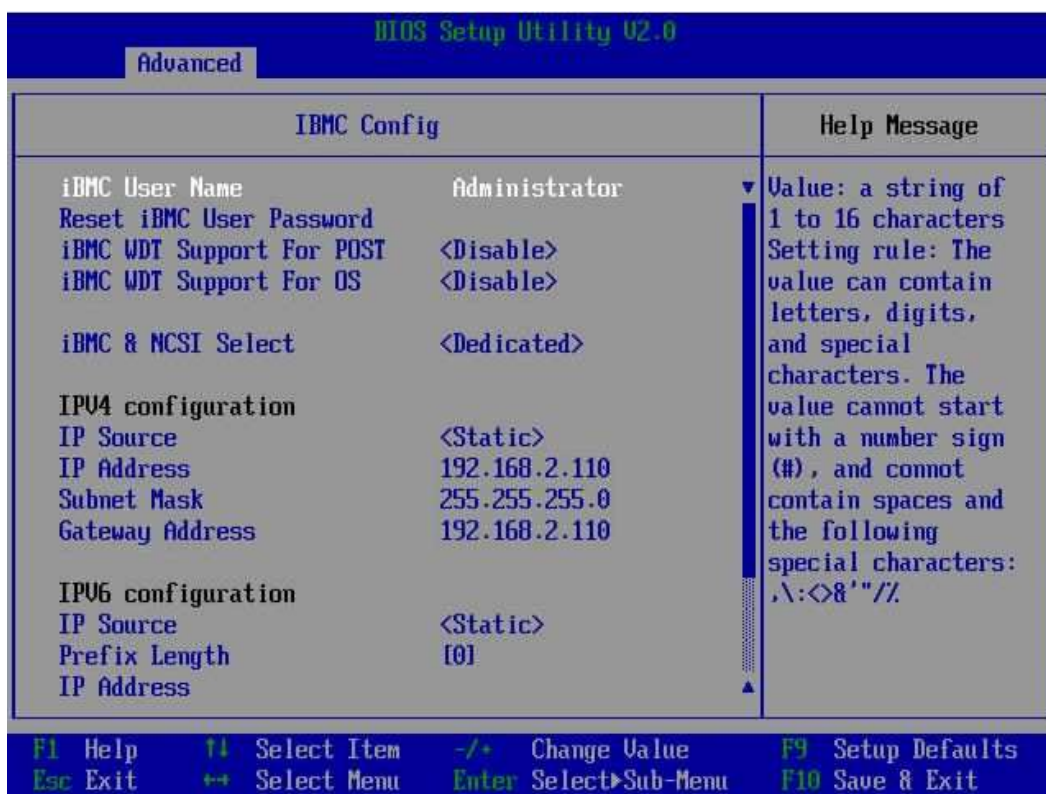 BIOS Setup Utility V2.0
Advanced
IBMC Config
iBMC User Name Administrator
Reset iBMC User Password
iBMC WDT Support For POST <Disable>
iBMC WDT Support For OS <Disable>
iBMC & NCSI Select <Dedicated>
IPV4 configuration
IP Source <Static>
IP Address 192.168.2.110
Subnet Mask 255.255.255.0
Gateway Address 192.168.2.110
IPV6 configuration
IP Source <Static>
Prefix Length [0]
IP Address
Help Message
Value: a string of
1 to 16 characters
Setting rule: The
value can contain
letters, digits,
and special
characters. The
value cannot start
with a number sign
(#), and connot
contain spaces and
the following
special characters:
,\:<>&'"/%
F1 Help ↑↓ Select Item -/+ Change Value F9 Setup Defaults
Esc Exit ←→ Select Menu Enter Select▶Sub-Menu F10 Save & Exit